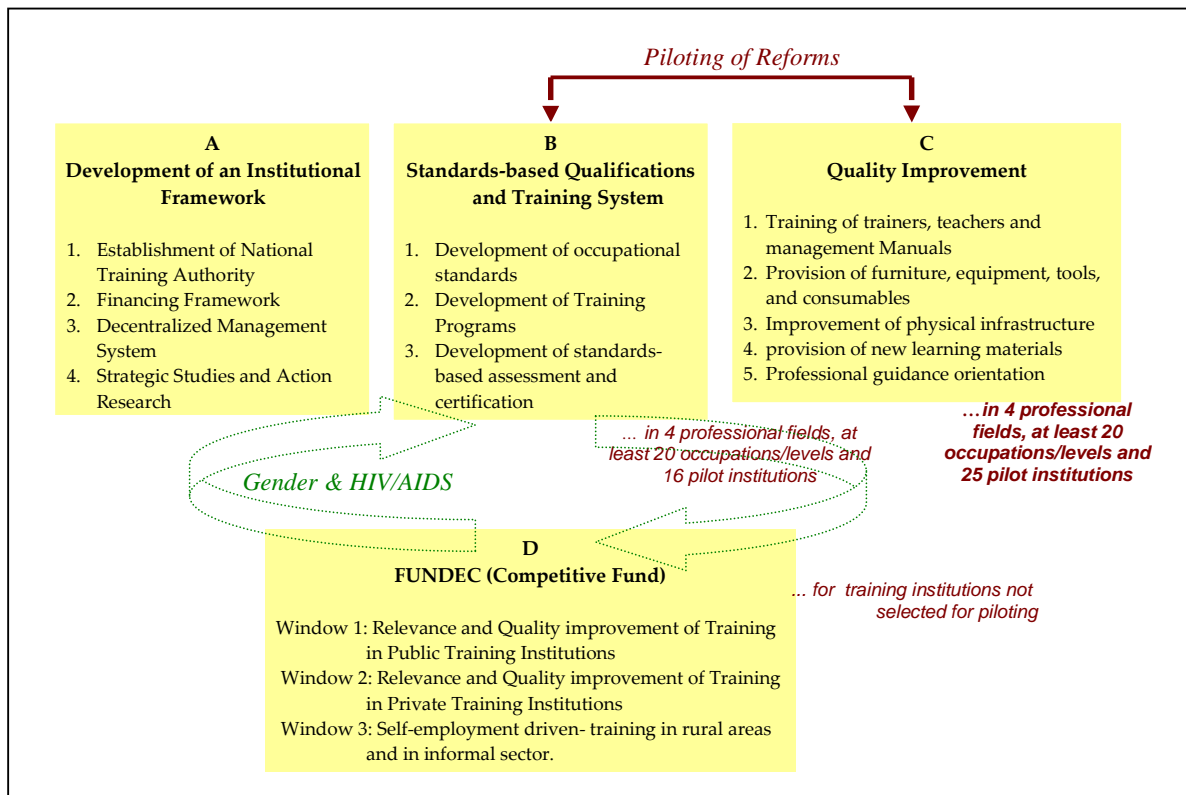 Piloting of Reforms
A
Development of an Institutional
Framework
1. Establishment of National
Training Authority
2. Financing Framework
3. Decentralized Management
System
4. Strategic Studies and Action
Research
B
Standards-based Qualifications
and Training System
1. Development of occupational
standards
2. Development of Training
Programs
3. Development of standards-
based assessment and
certification
C
Quality Improvement
1. Training of trainers, teachers and
management Manuals
2. Provision of furniture, equipment, tools,
and consumables
3. Improvement of physical infrastructure
4. provision of new learning materials
5. Professional guidance orientation
... in 4 professional fields, at
least 20 occupations/levels and
16 pilot institutions
...in 4 professional
fields, at least 20
occupations/levels and
25 pilot institutions
Gender & HIV/AIDS
D
FUNDEC (Competitive Fund)
Window 1: Relevance and Quality improvement of Training
in Public Training Institutions
Window 2: Relevance and Quality improvement of Training
in Private Training Institutions
Window 3: Self-employment driven- training in rural areas
and in informal sector.
... for training institutions not
selected for piloting